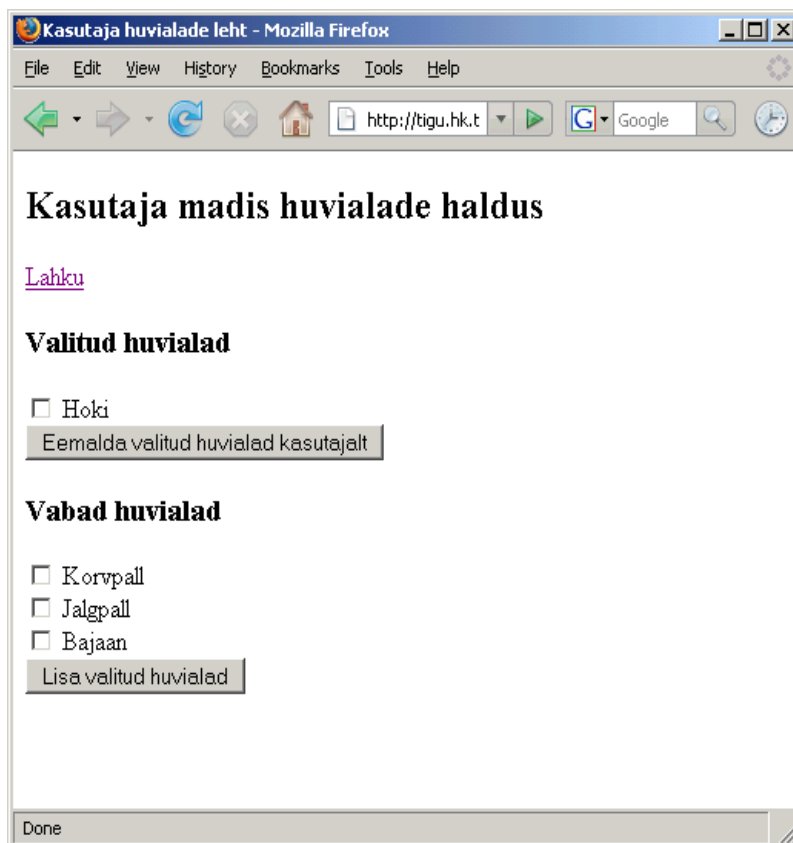 Kasutaja huvialade leht - Mozilla Firefox
File Edit View History Bookmarks Tools Help
http://tigu.hk.t G Google
Kasutaja madis huvialade haldus
Lahku
Valitud huvialad
Hoki
Eemalda valitud huvialad kasutajalt
Vabad huvialad
Korvpall
Jalgpall
Bajaan
Lisa valitud huvialad
Done